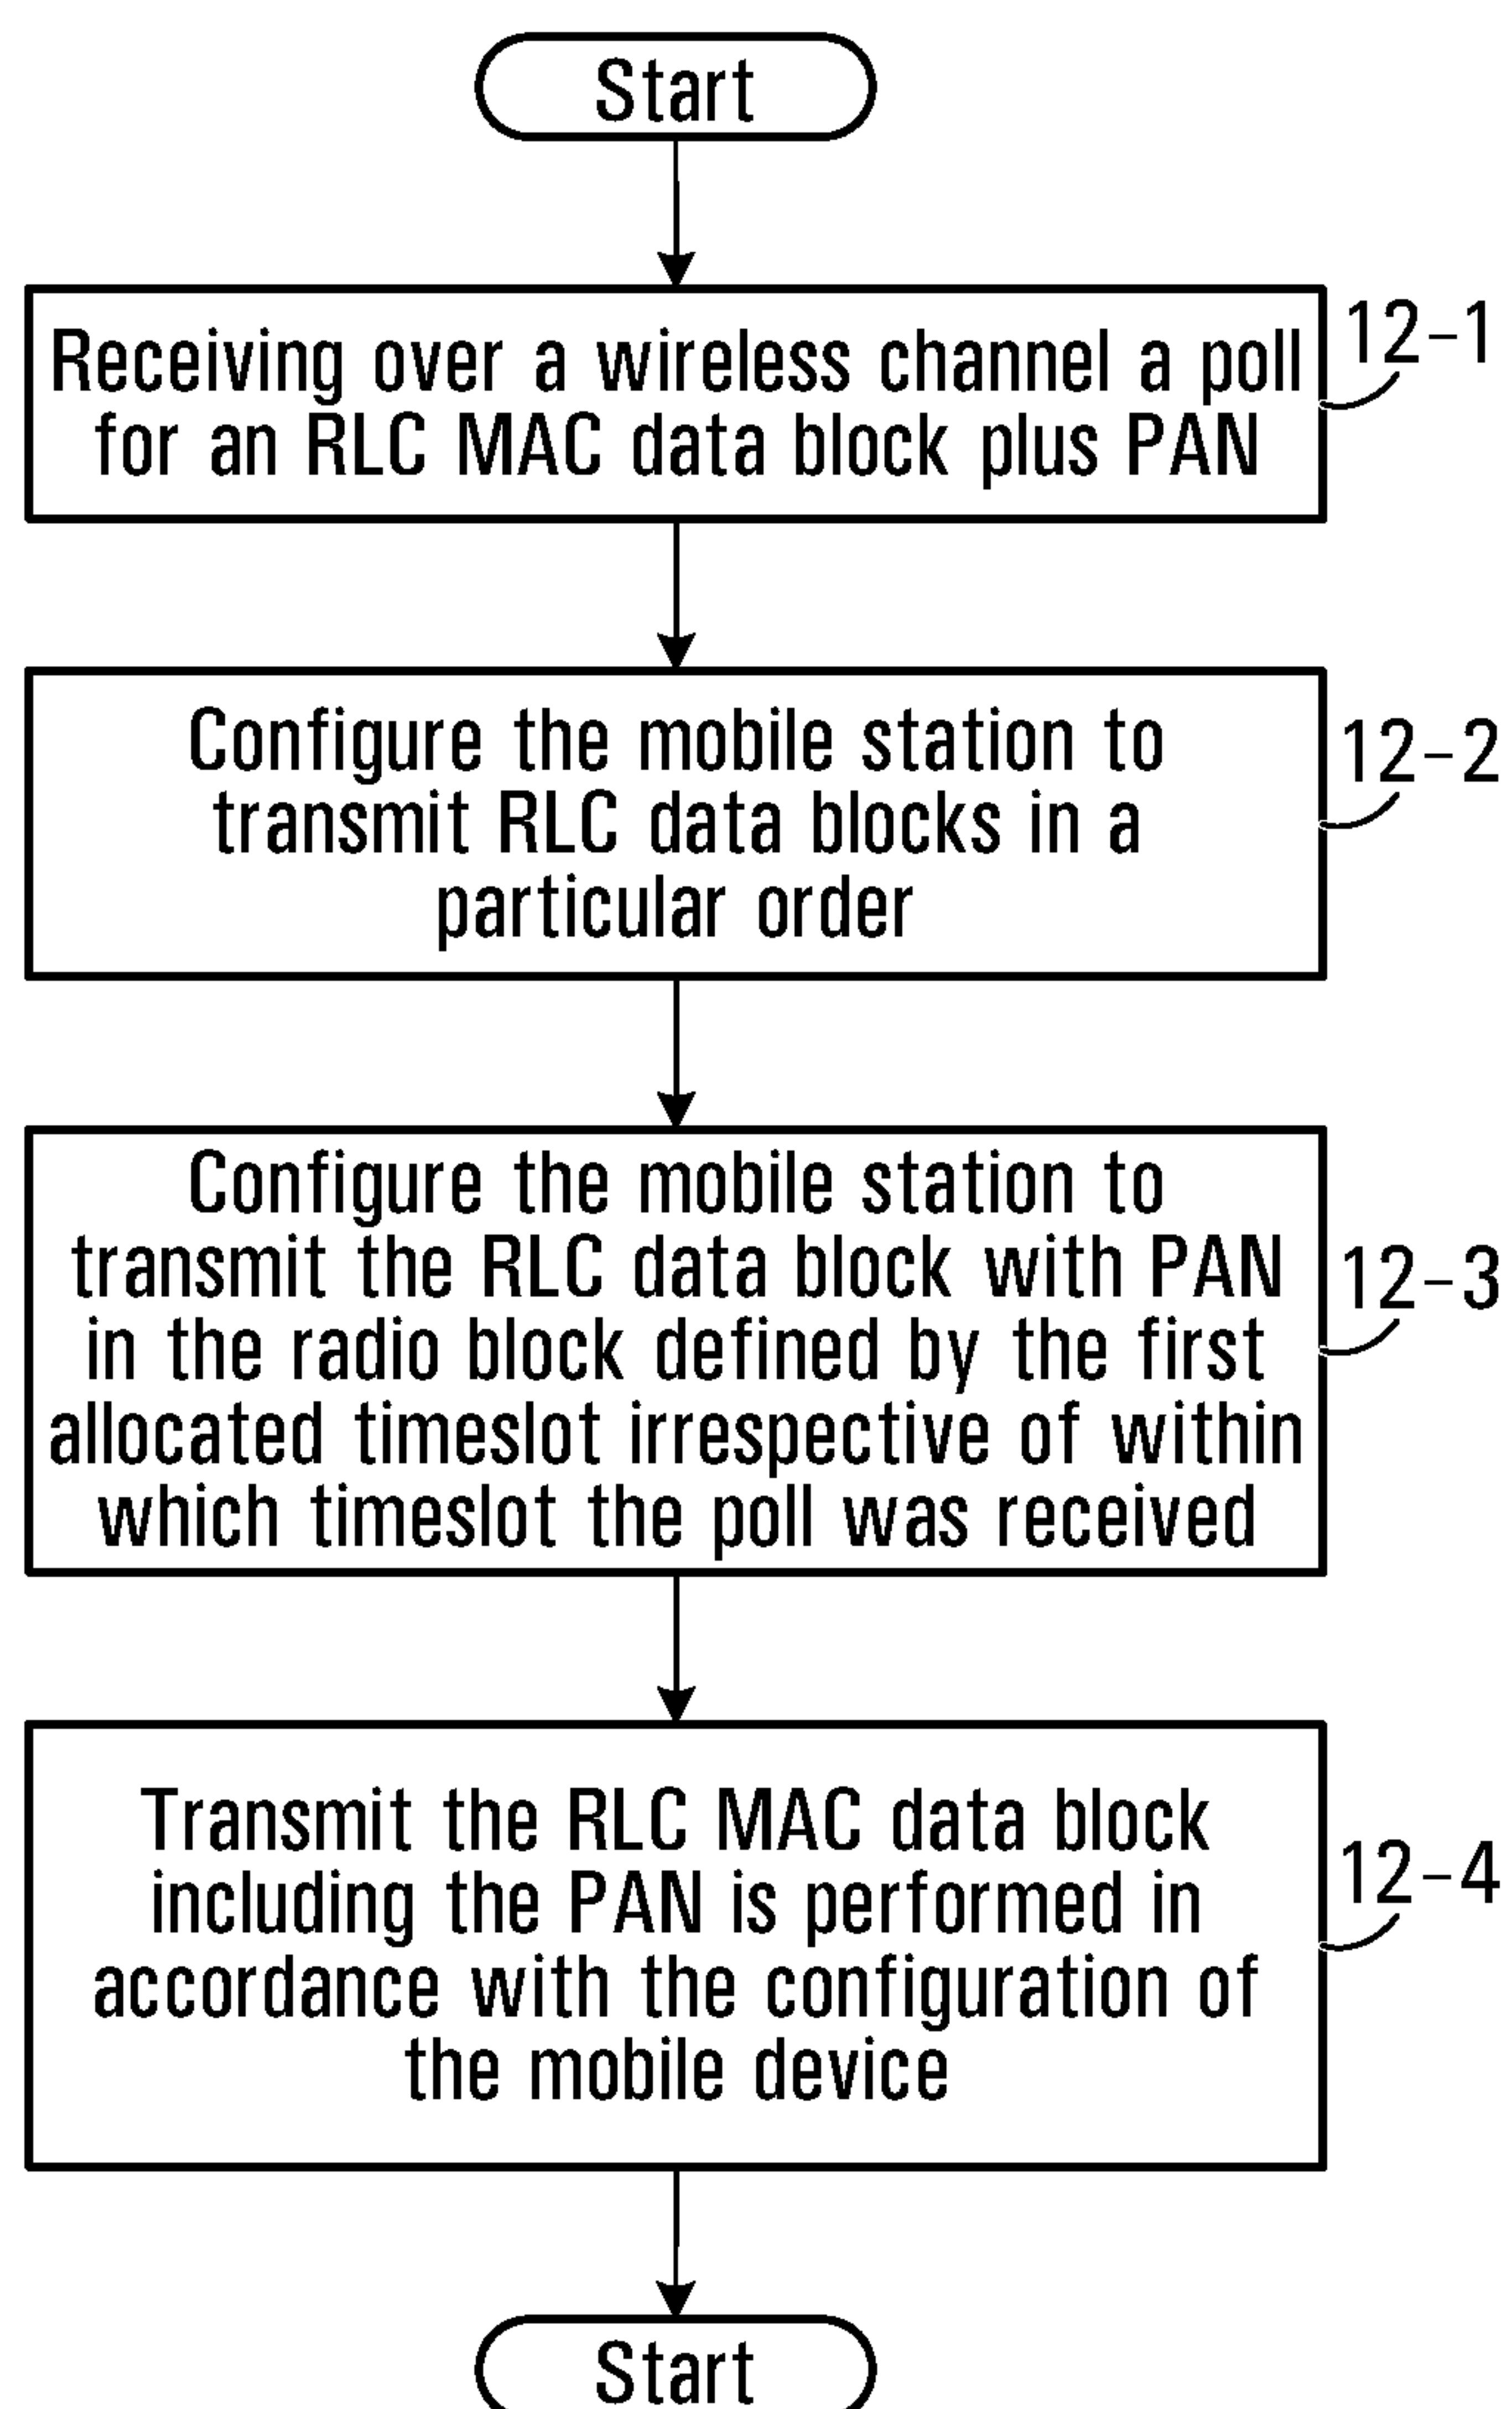 Start
Receiving over a wireless channel a poll
for an RLC MAC data block plus PAN
12-1
Configure the mobile station to
transmit RLC data blocks in a
particular order
12-2
Configure the mobile station to
transmit the RLC data block with PAN
in the radio block defined by the first
allocated timeslot irrespective of within
which timeslot the poll was received
12-3
Transmit the RLC MAC data block
including the PAN is performed in
accordance with the configuration of
the mobile device
12-4
Start